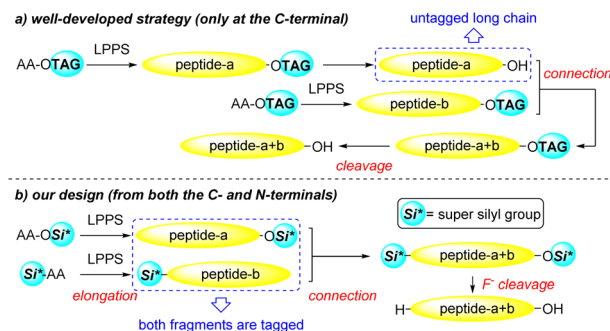 a) well-developed strategy (only at the C-terminal)
untagged long chain
AA-OTAG
LPPS
peptide-a
-OTAG
peptide-a
-OH
connection
AA-OTAG
LPPS
peptide-b
-OTAG
peptide-a+b
-OH
peptide-a+b
-OTAG
cleavage
b) our design (from both the C- and N-terminals)
Si* = super silyl group
AA-OSi*
LPPS
peptide-a
-OSi*
Si*-AA
LPPS
Si*-
peptide-b
elongation
connection
Si*-
peptide-a+b
-OSi*
F- cleavage
H-
peptide-a+b
-OH
both fragments are tagged